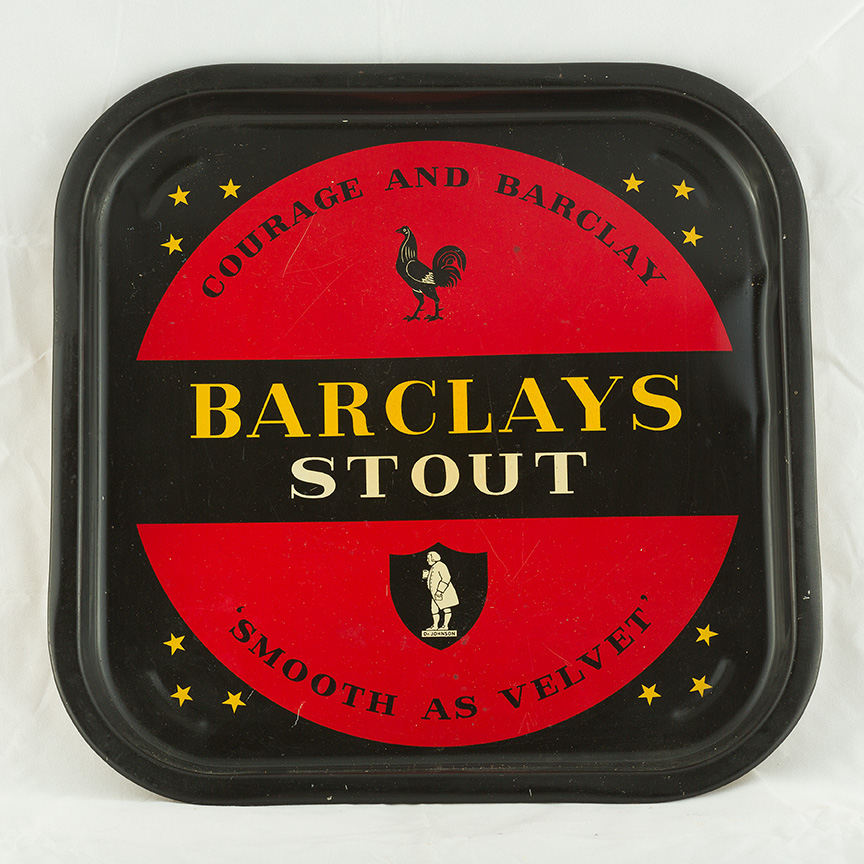 COURAGE AND BARCLAY
BARCLAYS
STOUT
Dr JOHNSON
'SMOOTH AS VELVET'